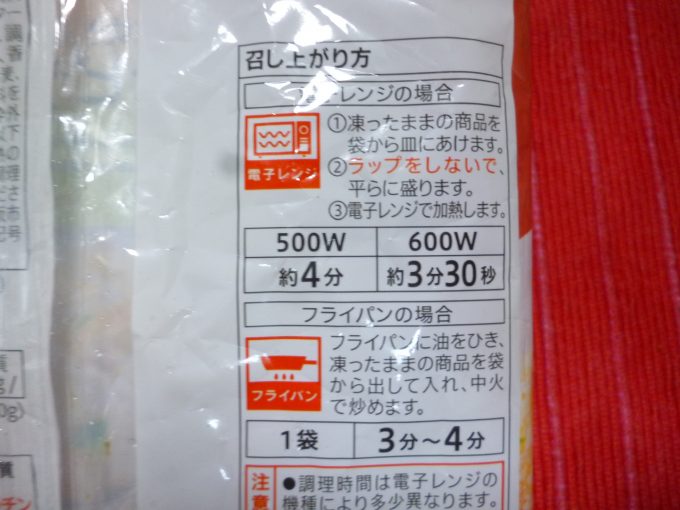 召し上がり方
レンジの場合
①凍ったままの商品を
袋から皿にあけます。
②ラップをしないで、
平らに盛ります。
③電子レンジで加熱します。
電子レンジ
500W 600W
約4分 約3分30秒
フライパンの場合
フライパンに油をひき、
凍ったままの商品を袋
から出して入れ、中火
で炒めます。
フライパン
1袋 3分～4分
注意
●調理時間は電子レンジの
機種により多少異なります。